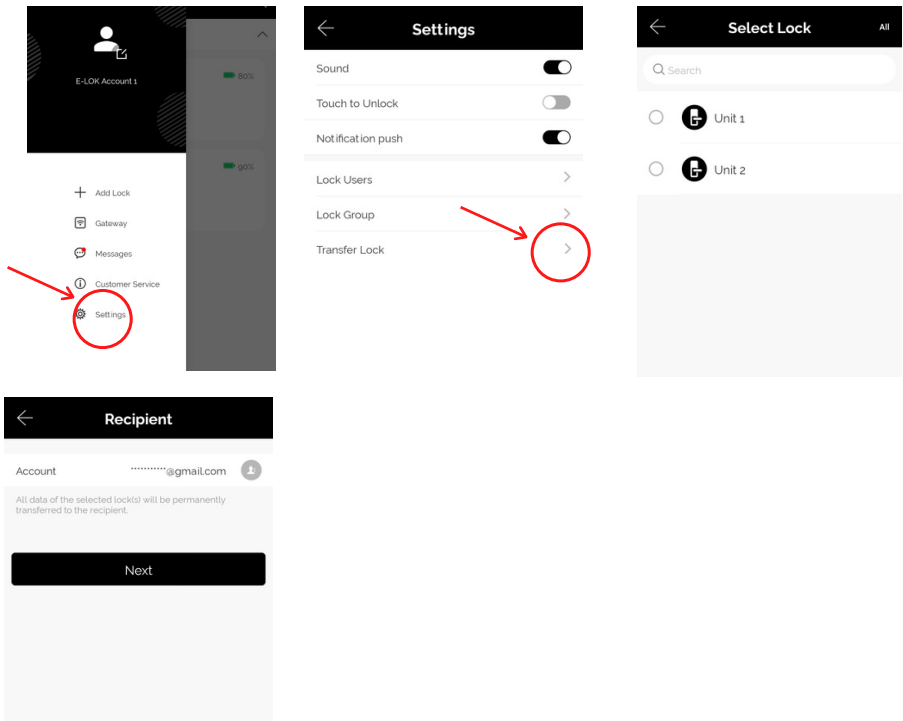 E-LOK Account 1
80%
90%
Add Lock
Gateway
Messages
Customer Service
Settings
Settings
Sound
Touch to Unlock
Notification push
Lock Users
Lock Group
Transfer Lock
Select Lock
All
Search
Unit 1
Unit 2
Recipient
Account
***********@gmail.com
All data of the selected lock(s) will be permanently
transferred to the recipient.
Next